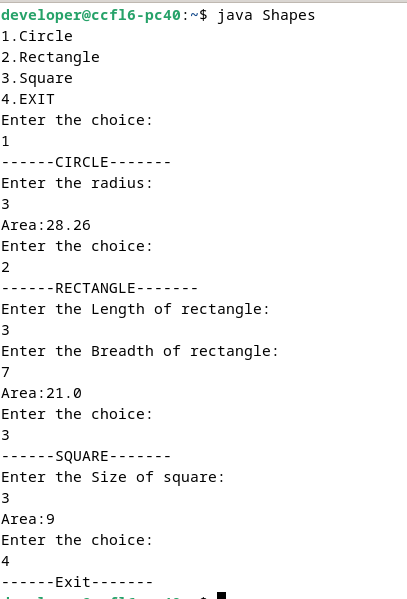 developer@ccfl6-pc40:~$ java Shapes
1.Circle
2.Rectangle
3.Square
4.EXIT
Enter the choice:
1
------CIRCLE-------
Enter the radius:
3
Area:28.26
Enter the choice:
2
------RECTANGLE-------
Enter the Length of rectangle:
3
Enter the Breadth of rectangle:
7
Area:21.0
Enter the choice:
3
------SQUARE-------
Enter the Size of square:
3
Area:9
Enter the choice:
4
------Exit-------